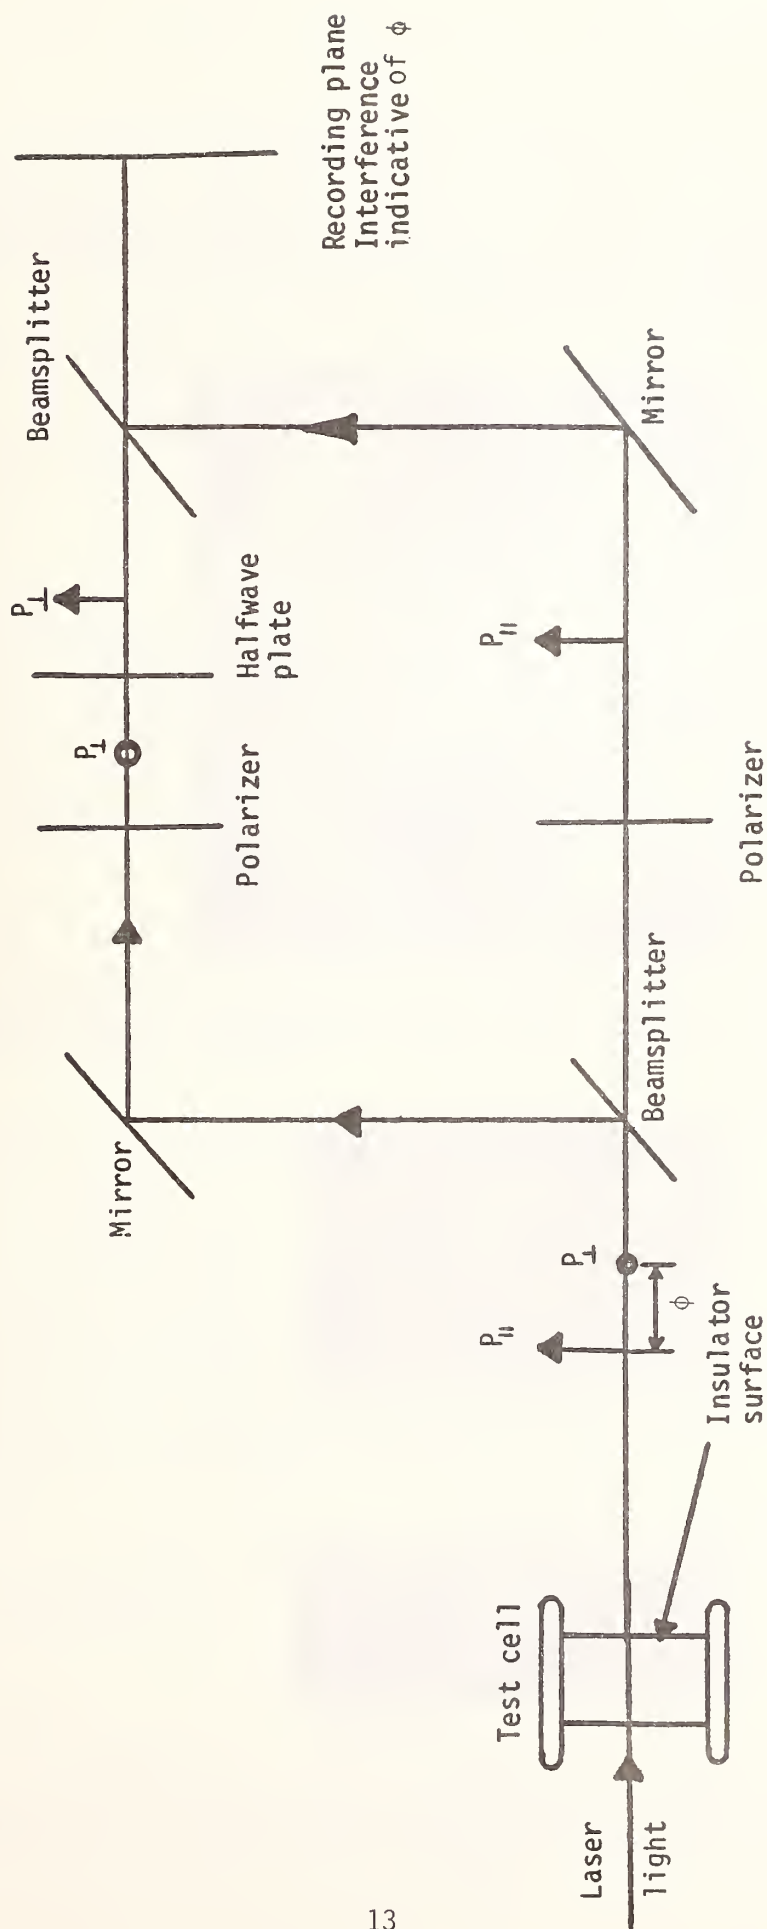 Laser
light
Test cell
Insulator
surface
P||
P⊥
ϕ
Beamsplitter
Mirror
Polarizer
P⊥
Halfwave
plate
P⊥
Polarizer
P||
Mirror
Beamsplitter
Recording plane
Interference
indicative of ϕ
13